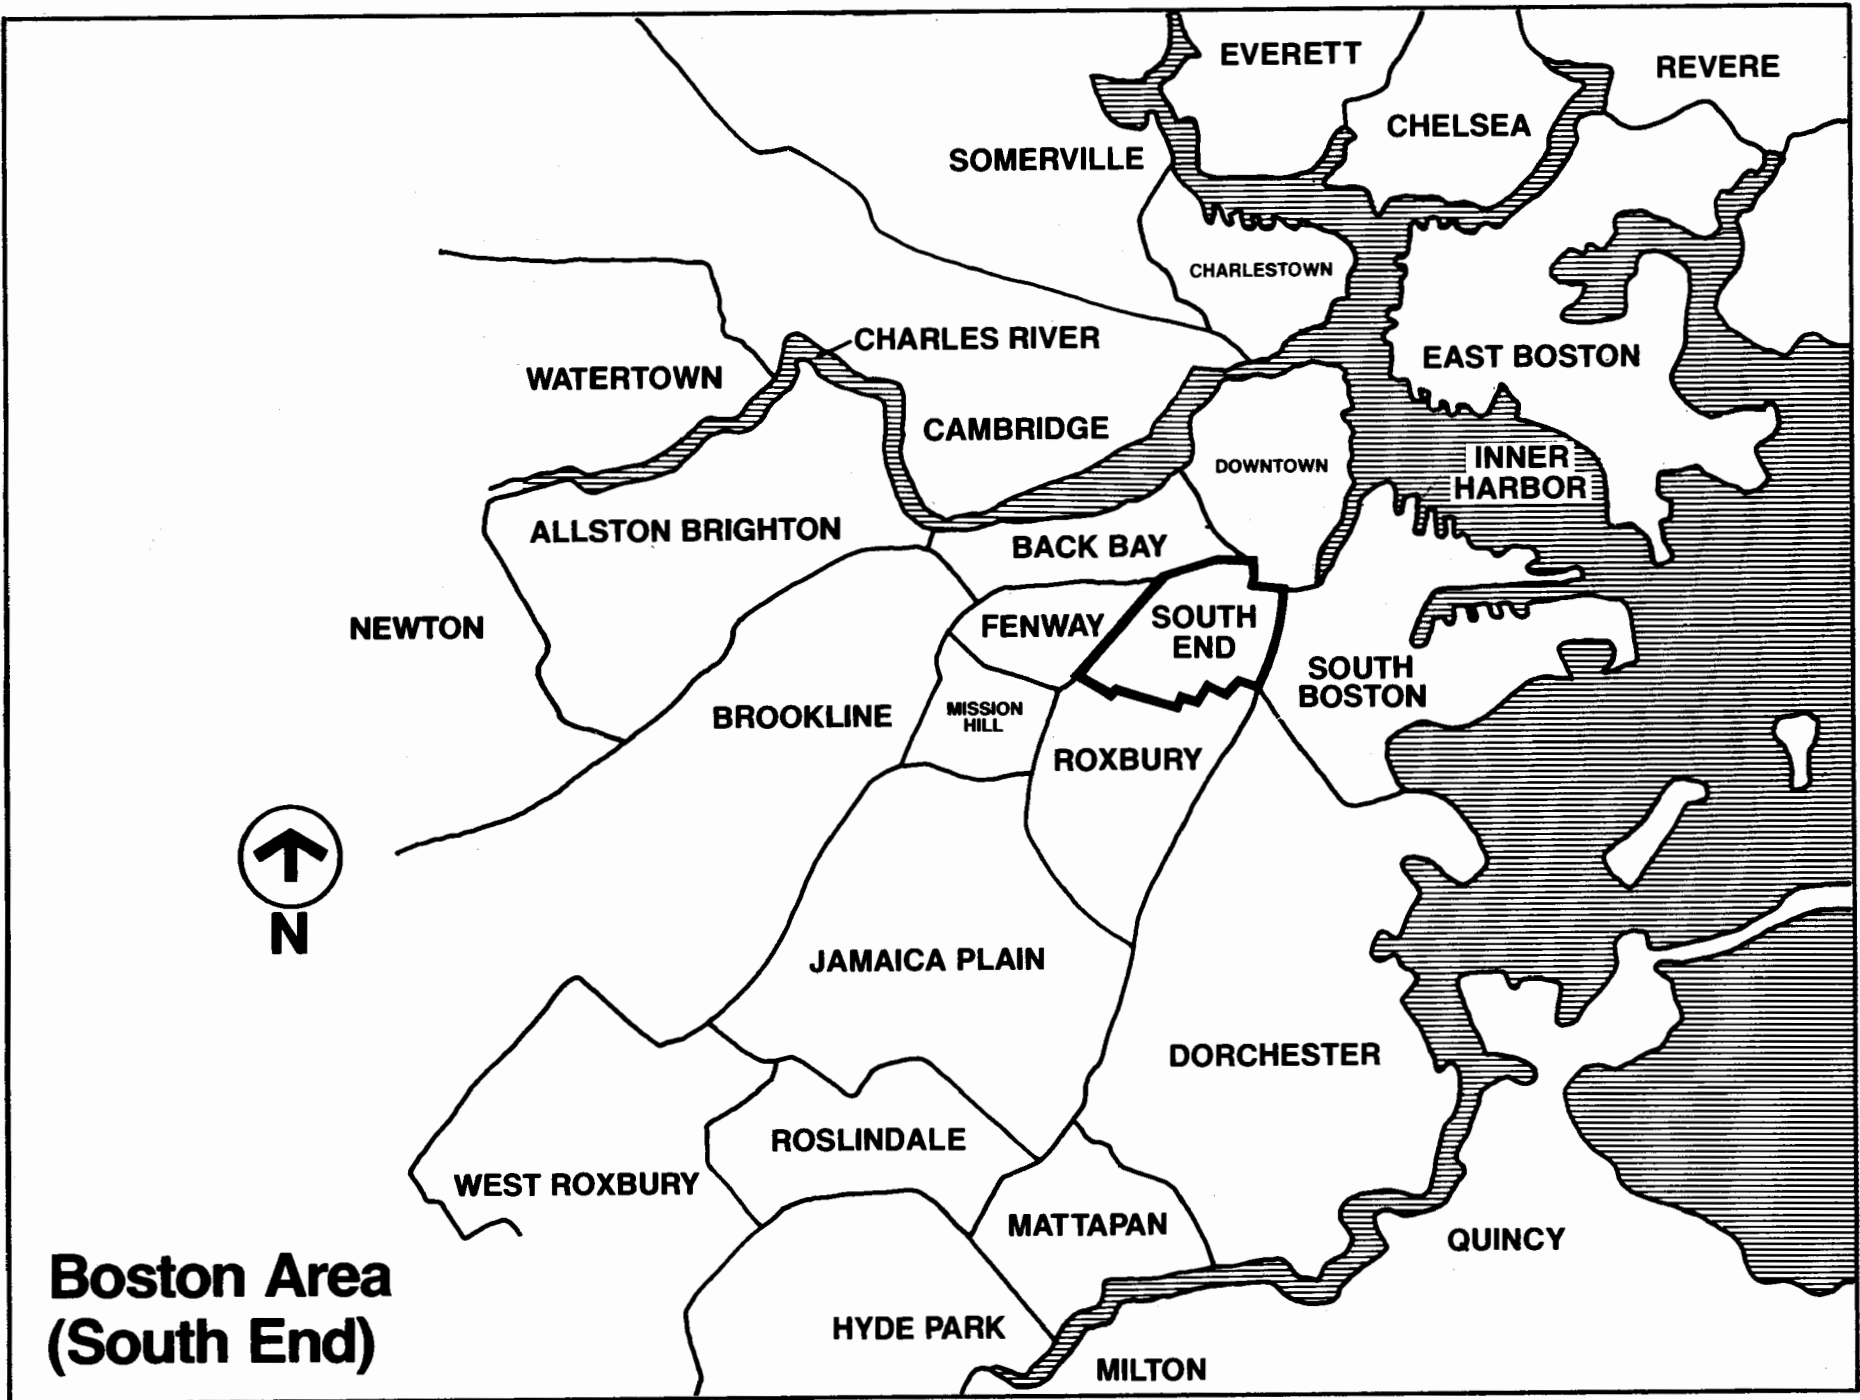 EVERETT
REVERE
CHELSEA
SOMERVILLE
CHARLESTOWN
CHARLES RIVER
EAST BOSTON
WATERTOWN
CAMBRIDGE
DOWNTOWN
INNER
HARBOR
ALLSTON BRIGHTON
BACK BAY
NEWTON
FENWAY
SOUTH
END
SOUTH
BOSTON
BROOKLINE
MISSION
HILL
ROXBURY
N
JAMAICA PLAIN
DORCHESTER
ROSLINDALE
WEST ROXBURY
MATTAPAN
QUINCY
Boston Area
(South End)
HYDE PARK
MILTON